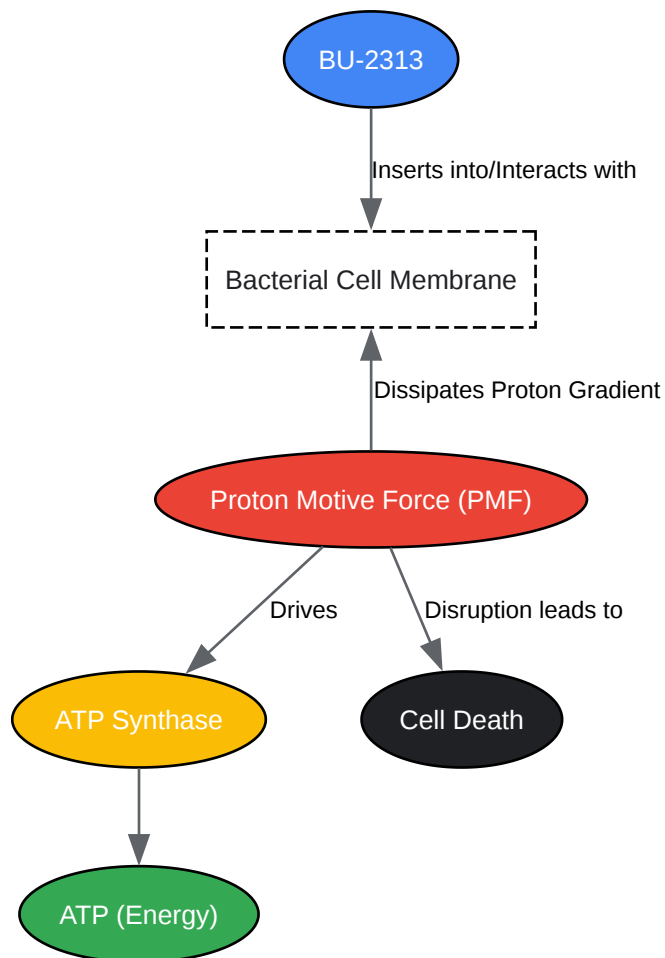 BU-2313
Inserts into/Interacts with
Bacterial Cell Membrane
Dissipates Proton Gradient
Proton Motive Force (PMF)
Drives
Disruption leads to
ATP Synthase
Cell Death
ATP (Energy)